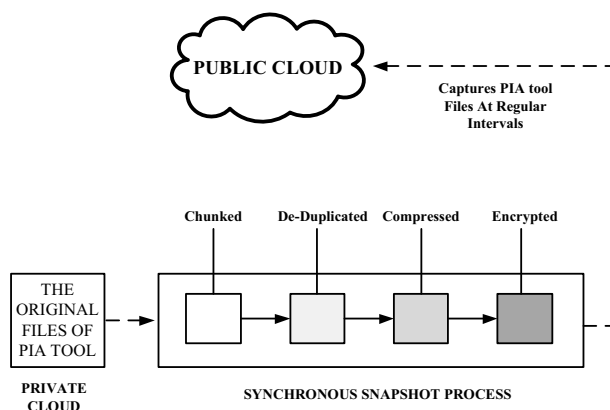 PUBLIC CLOUD
Captures PIA tool
Files At Regular
Intervals
Chunked
De-Duplicated
Compressed
Encrypted
THE
ORIGINAL
FILES OF
PIA TOOL
PRIVATE
CLOUD
SYNCHRONOUS SNAPSHOT PROCESS